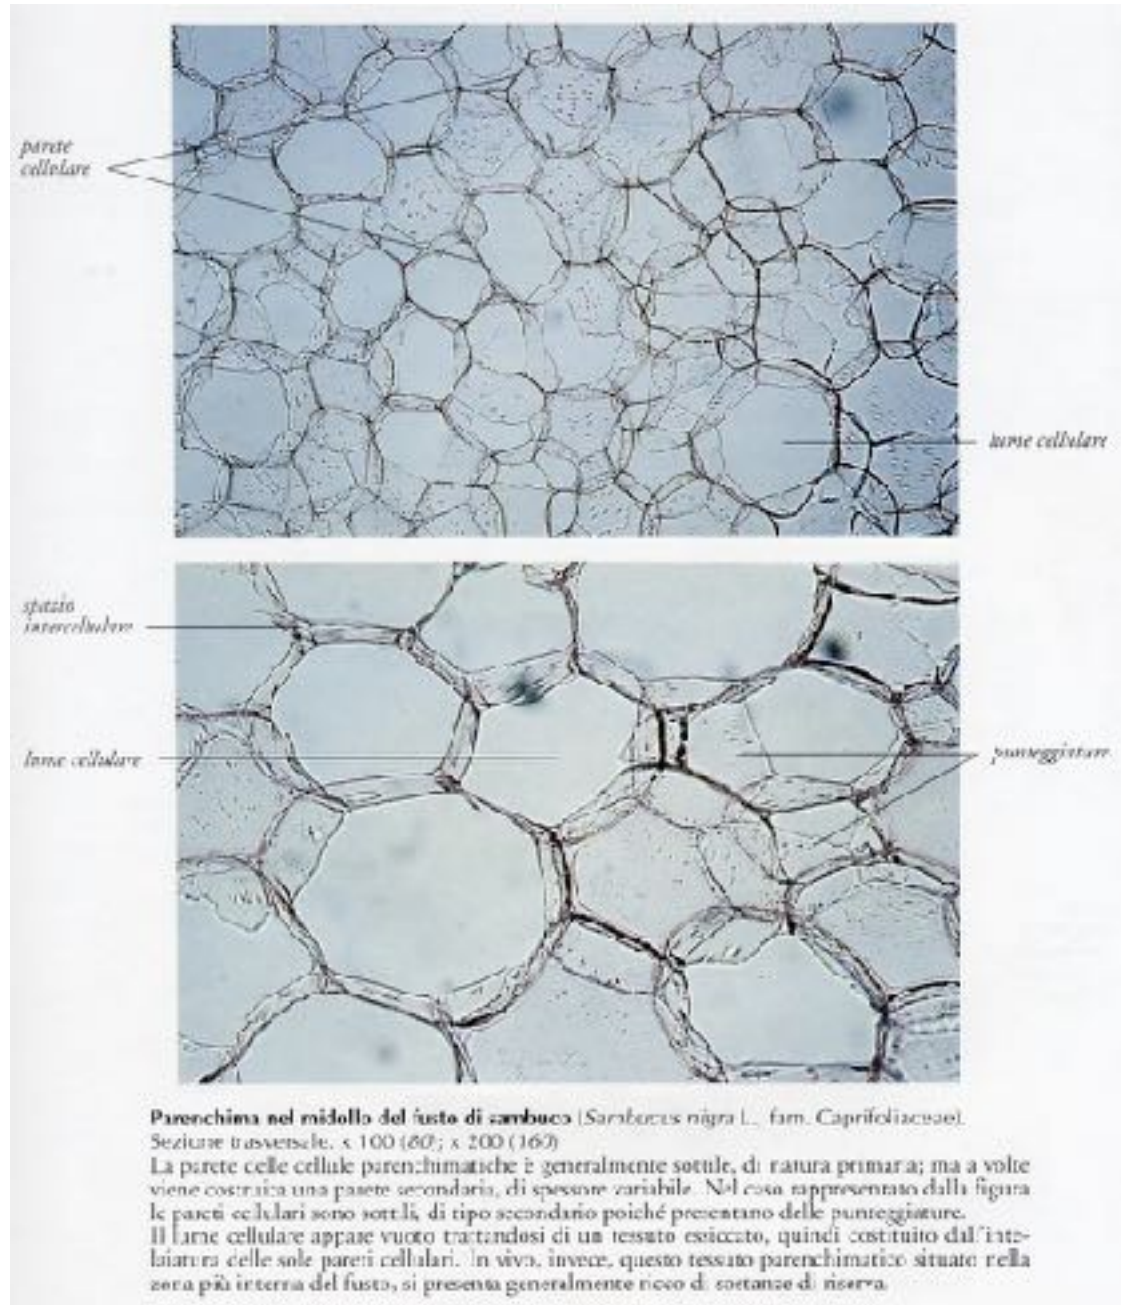 parete
cellulare
lume cellulare
spazio
intercellulare
lume cellulare
punteggiature
Parenchima nel midollo del fusto di sambuco (Sambucus nigra L., fam. Caprifoliaceae).
Sezione trasversale. x 100 (80); x 200 (160)
La parete delle cellule parenchimatiche è generalmente sottile, di natura primaria; ma a volte
viene costruita una parete secondaria, di spessore variabile. Nel caso rappresentato dalla figura
le pareti cellulari sono sottili, di tipo secondario poiché presentano delle punteggiature.
Il lume cellulare appare vuoto trattandosi di un tessuto essiccato, quindi costituito dall'inte-
laiatura delle sole pareti cellulari. In vivo, invece, questo tessuto parenchimatico situato nella
zona più interna del fusto, si presenta generalmente ricco di sostanze di riserva.